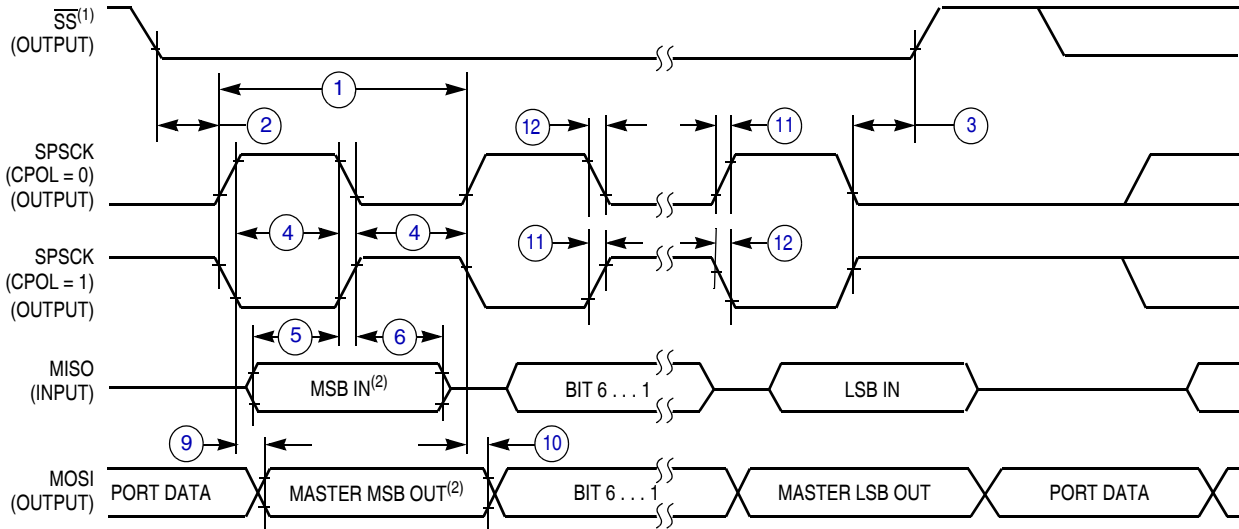 SS(1)
(OUTPUT)
1
2
12
11
3
SPSCK
(CPOL = 0)
(OUTPUT)
4
4
11
12
SPSCK
(CPOL = 1)
(OUTPUT)
5
6
MISO
(INPUT)
MSB IN(2)
BIT 6 . . . 1
LSB IN
9
10
MOSI
(OUTPUT)
PORT DATA
MASTER MSB OUT(2)
BIT 6 . . . 1
MASTER LSB OUT
PORT DATA